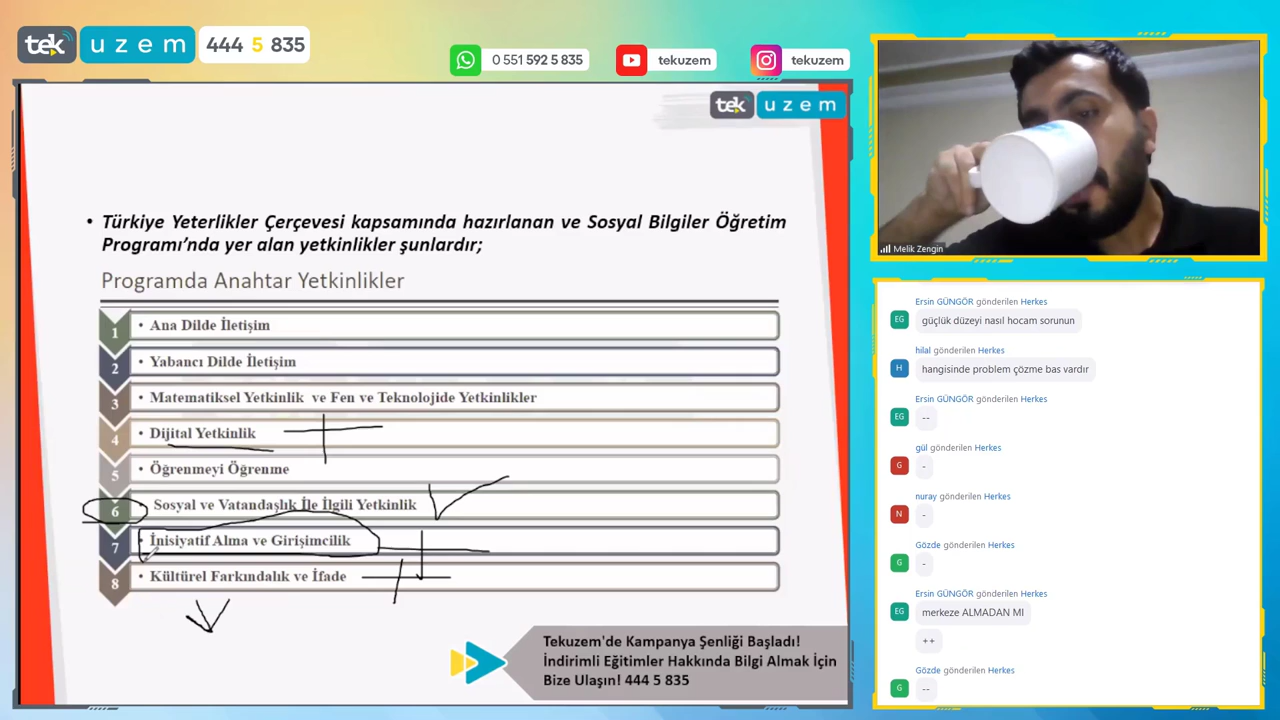 tek uzem 444 5 835
0 551 592 5 835 tekuzem tekuzem
tek uzem
• Türkiye Yeterlikler Çerçevesi kapsamında hazırlanan ve Sosyal Bilgiler Öğretim
Programı'nda yer alan yetkinlikler şunlardır;
Programda Anahtar Yetkinlikler
1 • Ana Dilde İletişim
2 • Yabancı Dilde İletişim
3 • Matematiksel Yetkinlik ve Fen ve Teknolojide Yetkinlikler
4 • Dijital Yetkinlik
5 • Öğrenmeyi Öğrenme
6 Sosyal ve Vatandaşlık İle İlgili Yetkinlik
7 • İnisiyatif Alma ve Girişimcilik
8 • Kültürel Farkındalık ve İfade
Tekuzem'de Kampanya Şenliği Başladı!
İndirimli Eğitimler Hakkında Bilgi Almak İçin
Bize Ulaşın! 444 5 835
Melik Zengin
Ersin GÜNGÖR gönderilen Herkes
EG güçlük düzeyi nasıl hocam sorunun
hilal gönderilen Herkes
H hangisinde problem çözme bas vardır
Ersin GÜNGÖR gönderilen Herkes
EG --
gül gönderilen Herkes
G -
nuray gönderilen Herkes
N -
Gözde gönderilen Herkes
G -
Ersin GÜNGÖR gönderilen Herkes
EG merkeze ALMADAN MI
++
Gözde gönderilen Herkes
G --